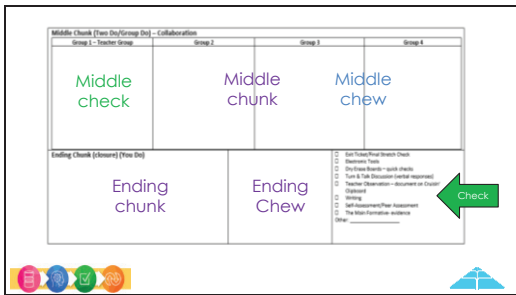 Middle Chunk (Two Do/Group Do) – Collaboration
Group 1 – Teacher Group Group 2 Group 3 Group 4
Middle check
Middle chunk
Middle chew
Ending Chunk (closure) (You Do)
Ending chunk
Ending Chew
Exit Ticket/Final Stretch Check
Electronic Tools
Dry Erase Boards – quick checks
Turn & Talk Discussion (verbal responses)
Teacher Observation – document on
Clipboard
Writing
Self-Assessment/Peer Assessment
The Main Formative evidence
Other: ____________
Check